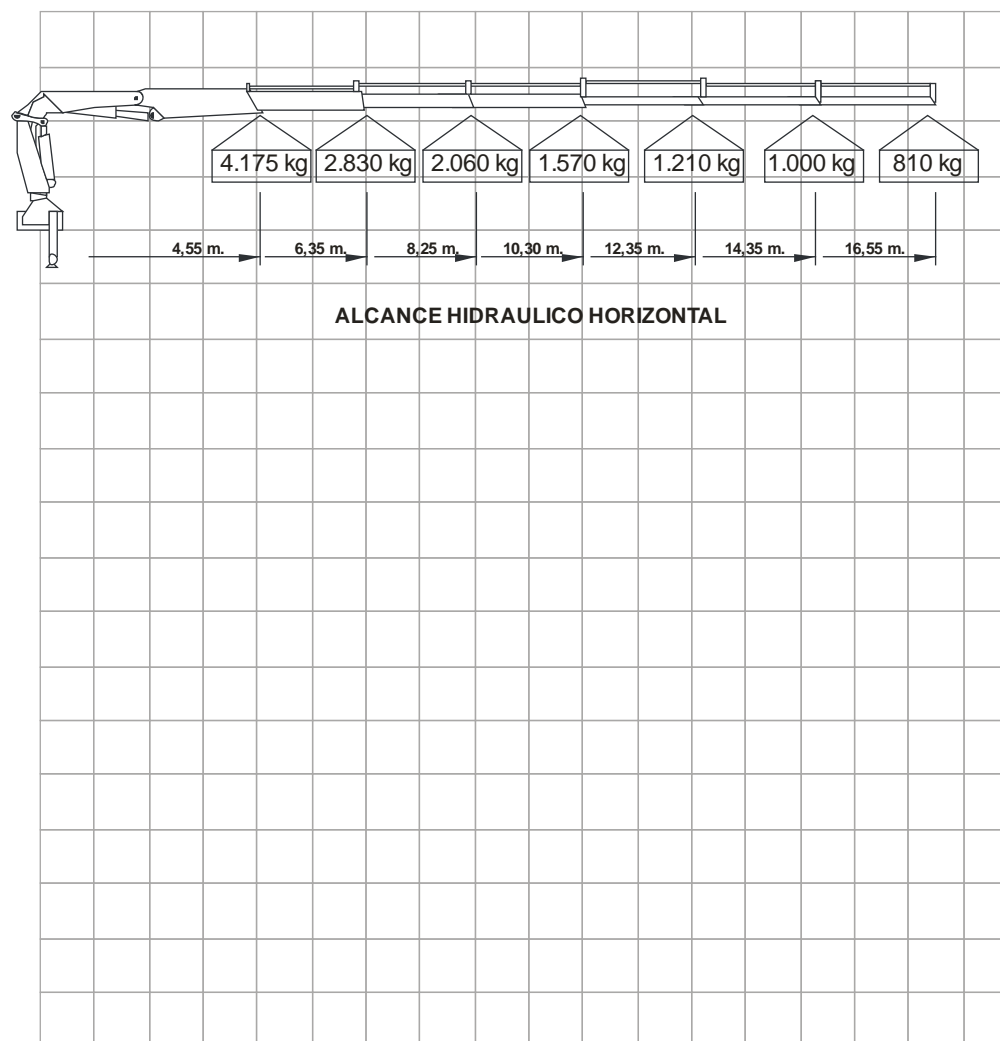 4.175 kg 2.830 kg 2.060 kg 1.570 kg 1.210 kg 1.000 kg 810 kg
4,55 m. 6,35 m. 8,25 m. 10,30 m. 12,35 m. 14,35 m. 16,55 m.
ALCANCE HIDRAULICO HORIZONTAL